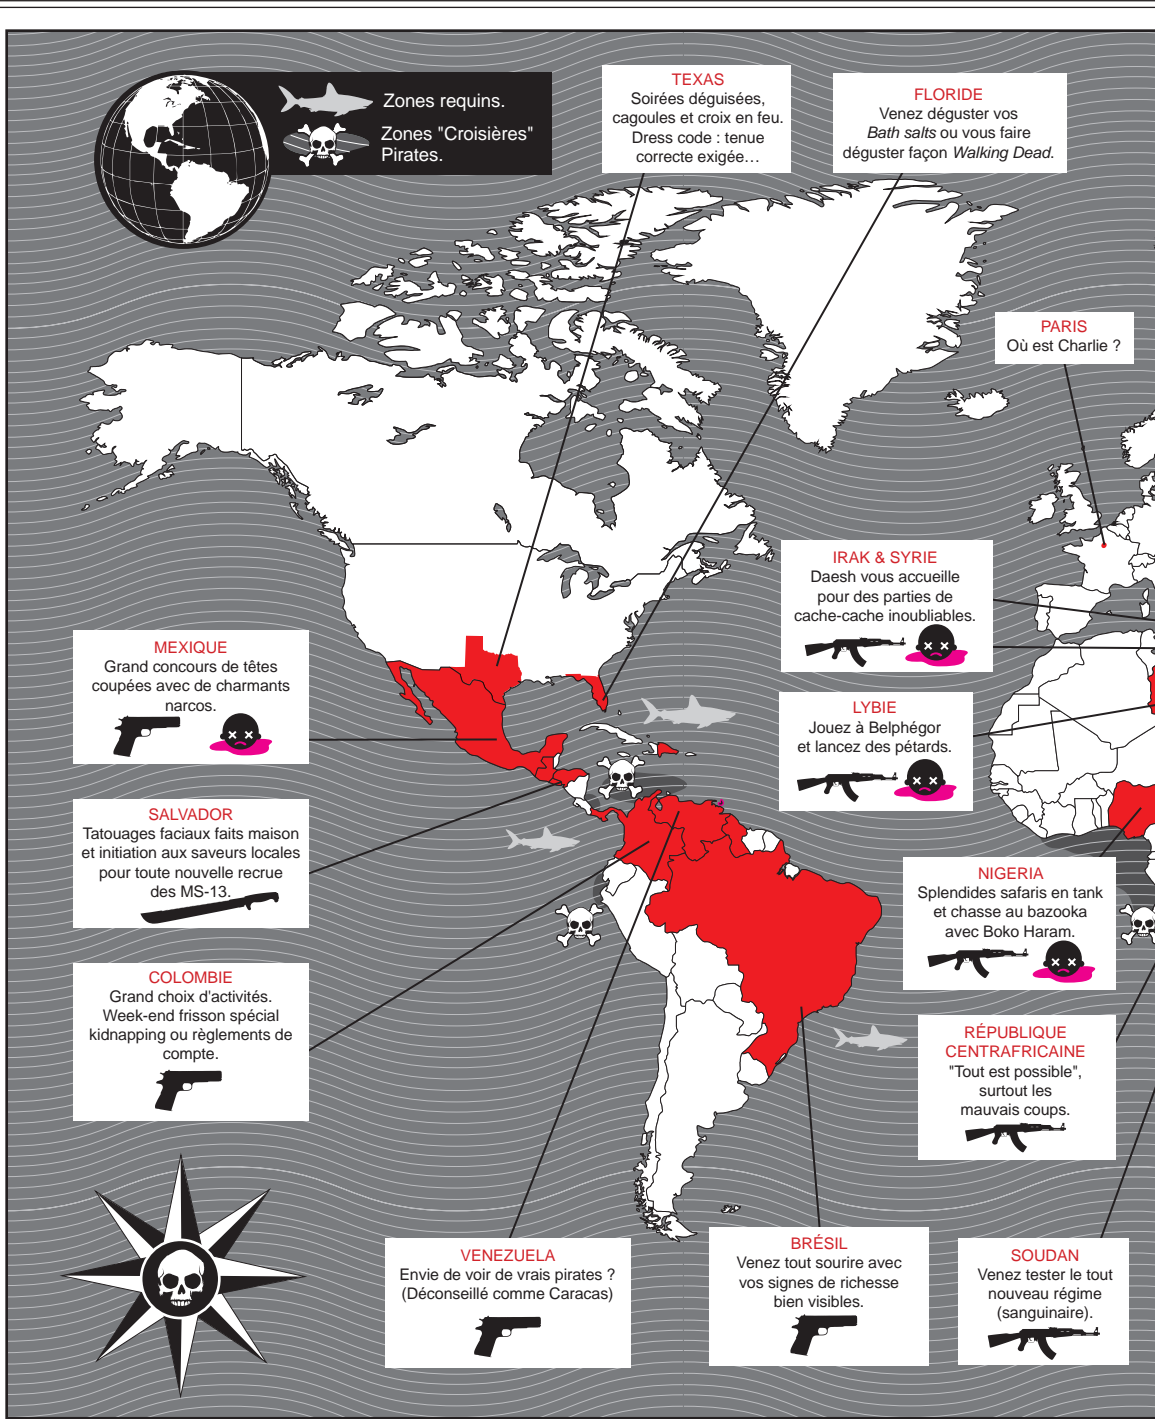 Zones requins.
Zones "Croisières"
Pirates.
TEXAS
Soirées déguisées,
cagoules et croix en feu.
Dress code : tenue
correcte exigée…
FLORIDE
Venez déguster vos
Bath salts ou vous faire
déguster façon Walking Dead.
PARIS
Où est Charlie ?
IRAK & SYRIE
Daesh vous accueille
pour des parties de
cache-cache inoubliables.
MEXIQUE
Grand concours de têtes
coupées avec de charmants
narcos.
LYBIE
Jouez à Belphégor
et lancez des pétards.
SALVADOR
Tatouages faciaux faits maison
et initiation aux saveurs locales
pour toute nouvelle recrue
des MS-13.
NIGERIA
Splendides safaris en tank
et chasse au bazooka
avec Boko Haram.
COLOMBIE
Grand choix d'activités.
Week-end frisson spécial
kidnapping ou règlements de
compte.
RÉPUBLIQUE
CENTRAFRICAINE
"Tout est possible",
surtout les
mauvais coups.
VENEZUELA
Envie de voir de vrais pirates ?
(Déconseillé comme Caracas)
BRÉSIL
Venez tout sourire avec
vos signes de richesse
bien visibles.
SOUDAN
Venez tester le tout
nouveau régime
(sanguinaire).